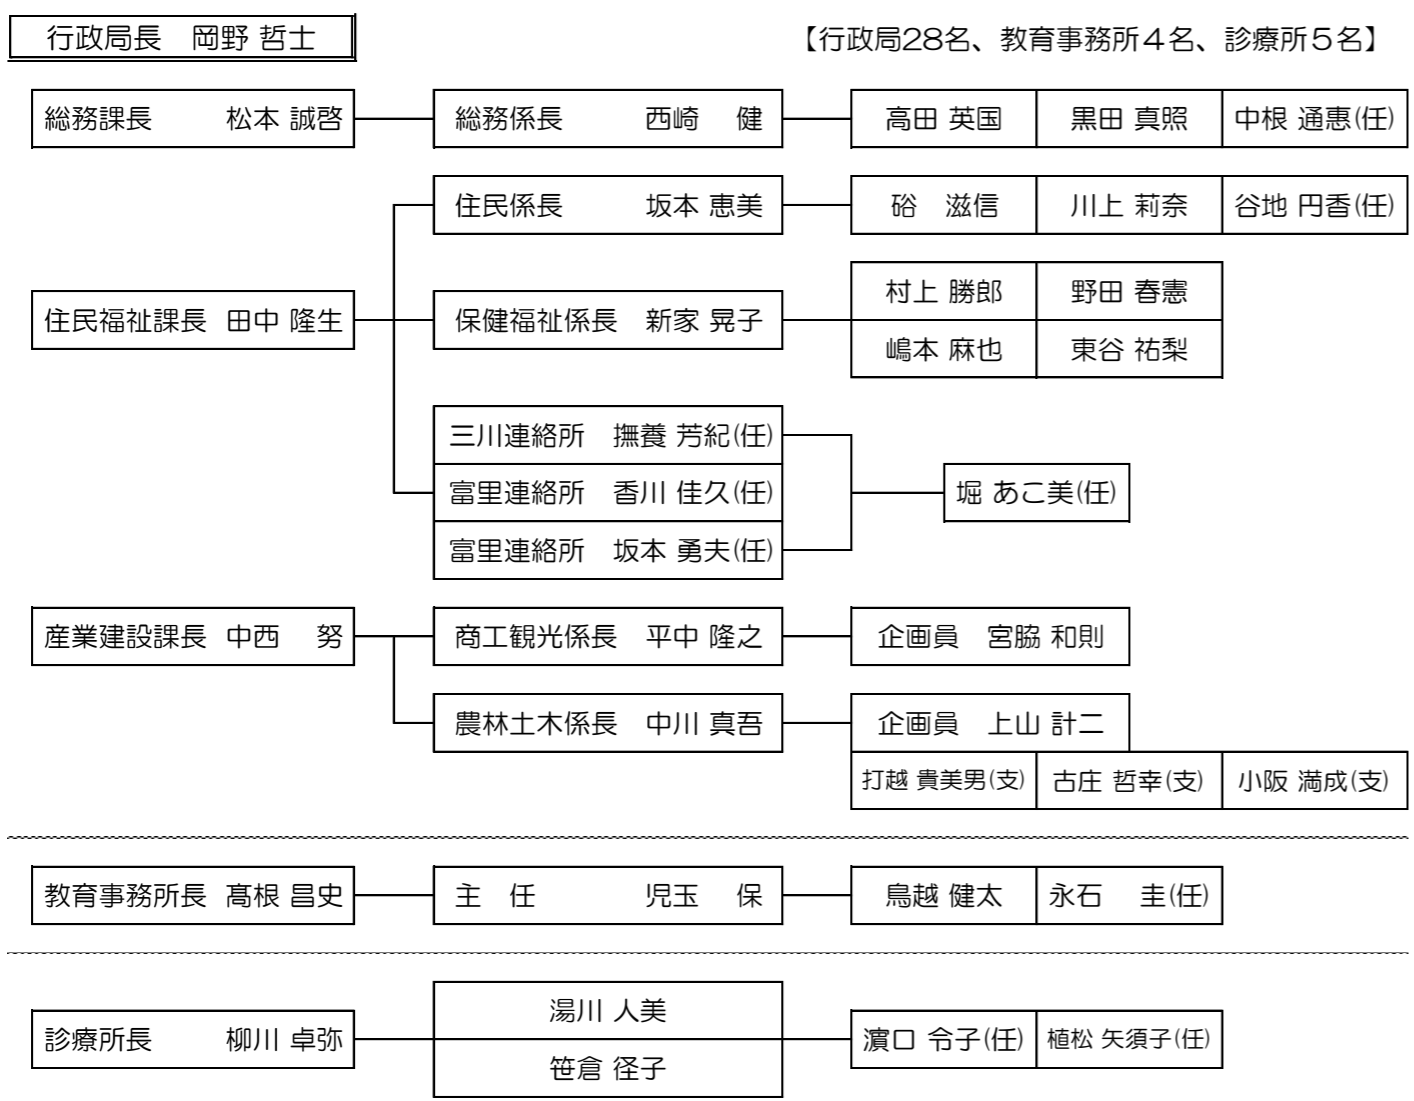 行政局長 岡野 哲士
【行政局28名、教育事務所4名、診療所5名】
総務課長 松本 誠啓 総務係長 西崎 健 高田 英国 黒田 真照 中根 通惠(任)
住民係長 坂本 恵美 硲 滋信 川上 莉奈 谷地 円香(任)
村上 勝郎 野田 春憲
住民福祉課長 田中 隆生 保健福祉係長 新家 晃子
嶋本 麻也 東谷 祐梨
三川連絡所 撫養 芳紀(任)
富里連絡所 香川 佳久(任) 堀 あこ美(任)
富里連絡所 坂本 勇夫(任)
産業建設課長 中西 努 商工観光係長 平中 隆之 企画員 宮脇 和則
農林土木係長 中川 真吾 企画員 上山 計二
打越 貴美男(支) 古庄 哲幸(支) 小阪 満成(支)
教育事務所長 髙根 昌史 主 任 児玉 保 鳥越 健太 永石 圭(任)
湯川 人美
診療所長 柳川 卓弥 濵口 令子(任) 植松 矢須子(任)
笹倉 径子